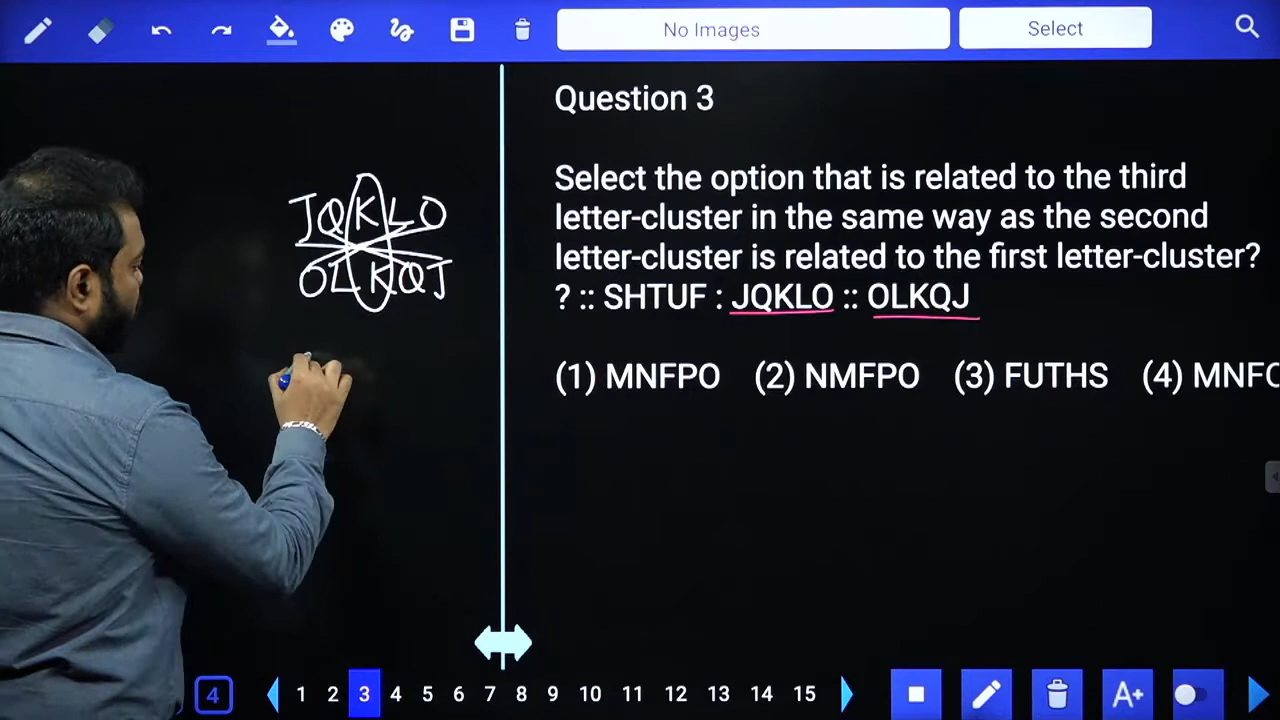 No Images
Select
Question 3
Select the option that is related to the third
letter-cluster in the same way as the second
letter-cluster is related to the first letter-cluster?
? :: SHTUF : JQKLO :: OLKQJ
(1) MNFPO (2) NMFPO (3) FUTHS (4) MNF
JQKLO
OLKQJ
4
1 2 3 4 5 6 7 8 9 10 11 12 13 14 15
A+